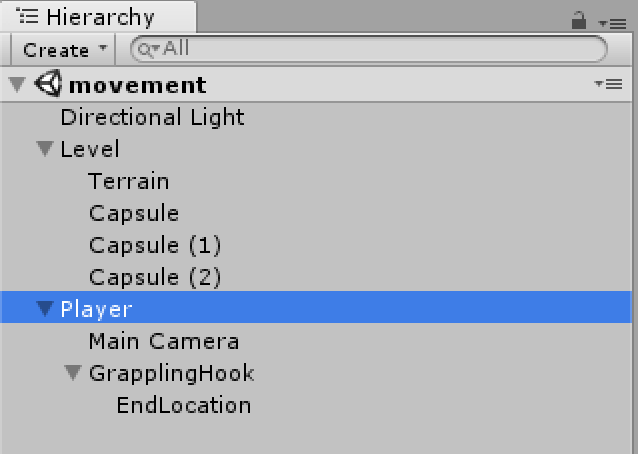 Hierarchy
Create All
movement
Directional Light
Level
Terrain
Capsule
Capsule (1)
Capsule (2)
Player
Main Camera
GrapplingHook
EndLocation